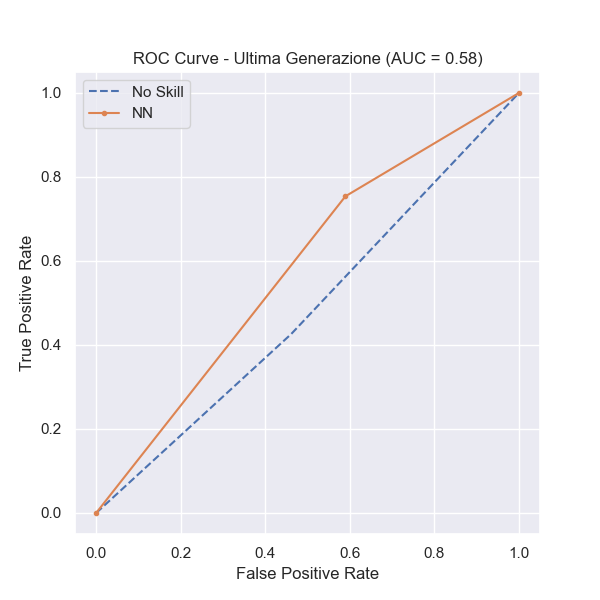 ROC Curve - Ultima Generazione (AUC = 0.58)
No Skill
NN
True Positive Rate
1.0
0.8
0.6
0.4
0.2
0.0
0.0 0.2 0.4 0.6 0.8 1.0
False Positive Rate